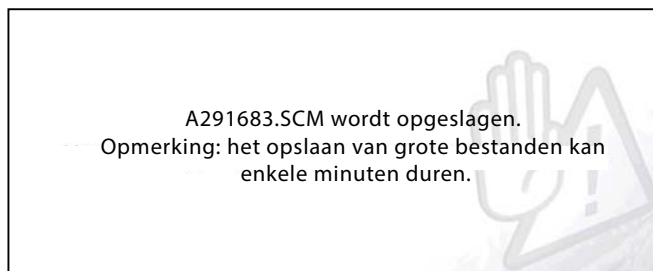 A291683.SCM wordt opgeslagen.
Opmerking: het opslaan van grote bestanden kan
enkele minuten duren.